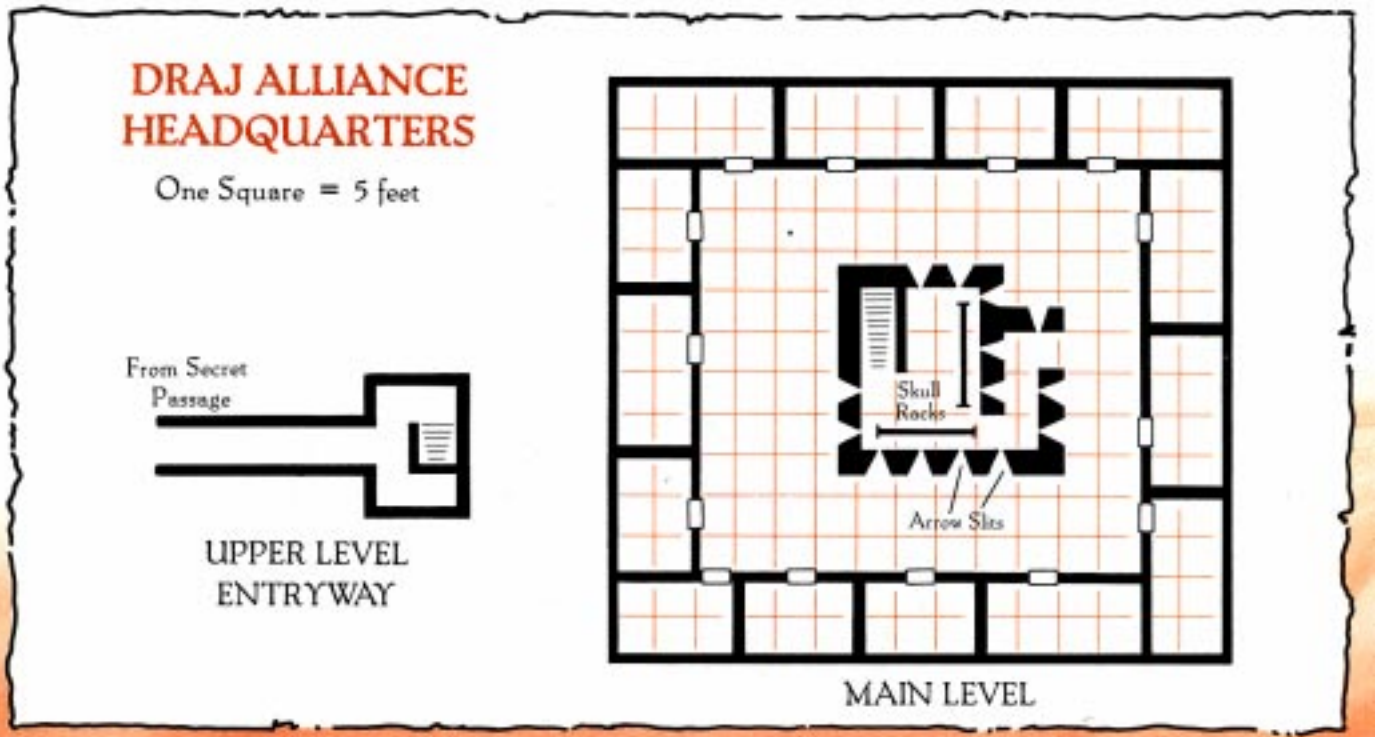 DRAJ ALLIANCE
HEADQUARTERS
One Square = 5 feet
From Secret
Passage
UPPER LEVEL
ENTRYWAY
Skull
Racks
Arrow Slits
MAIN LEVEL